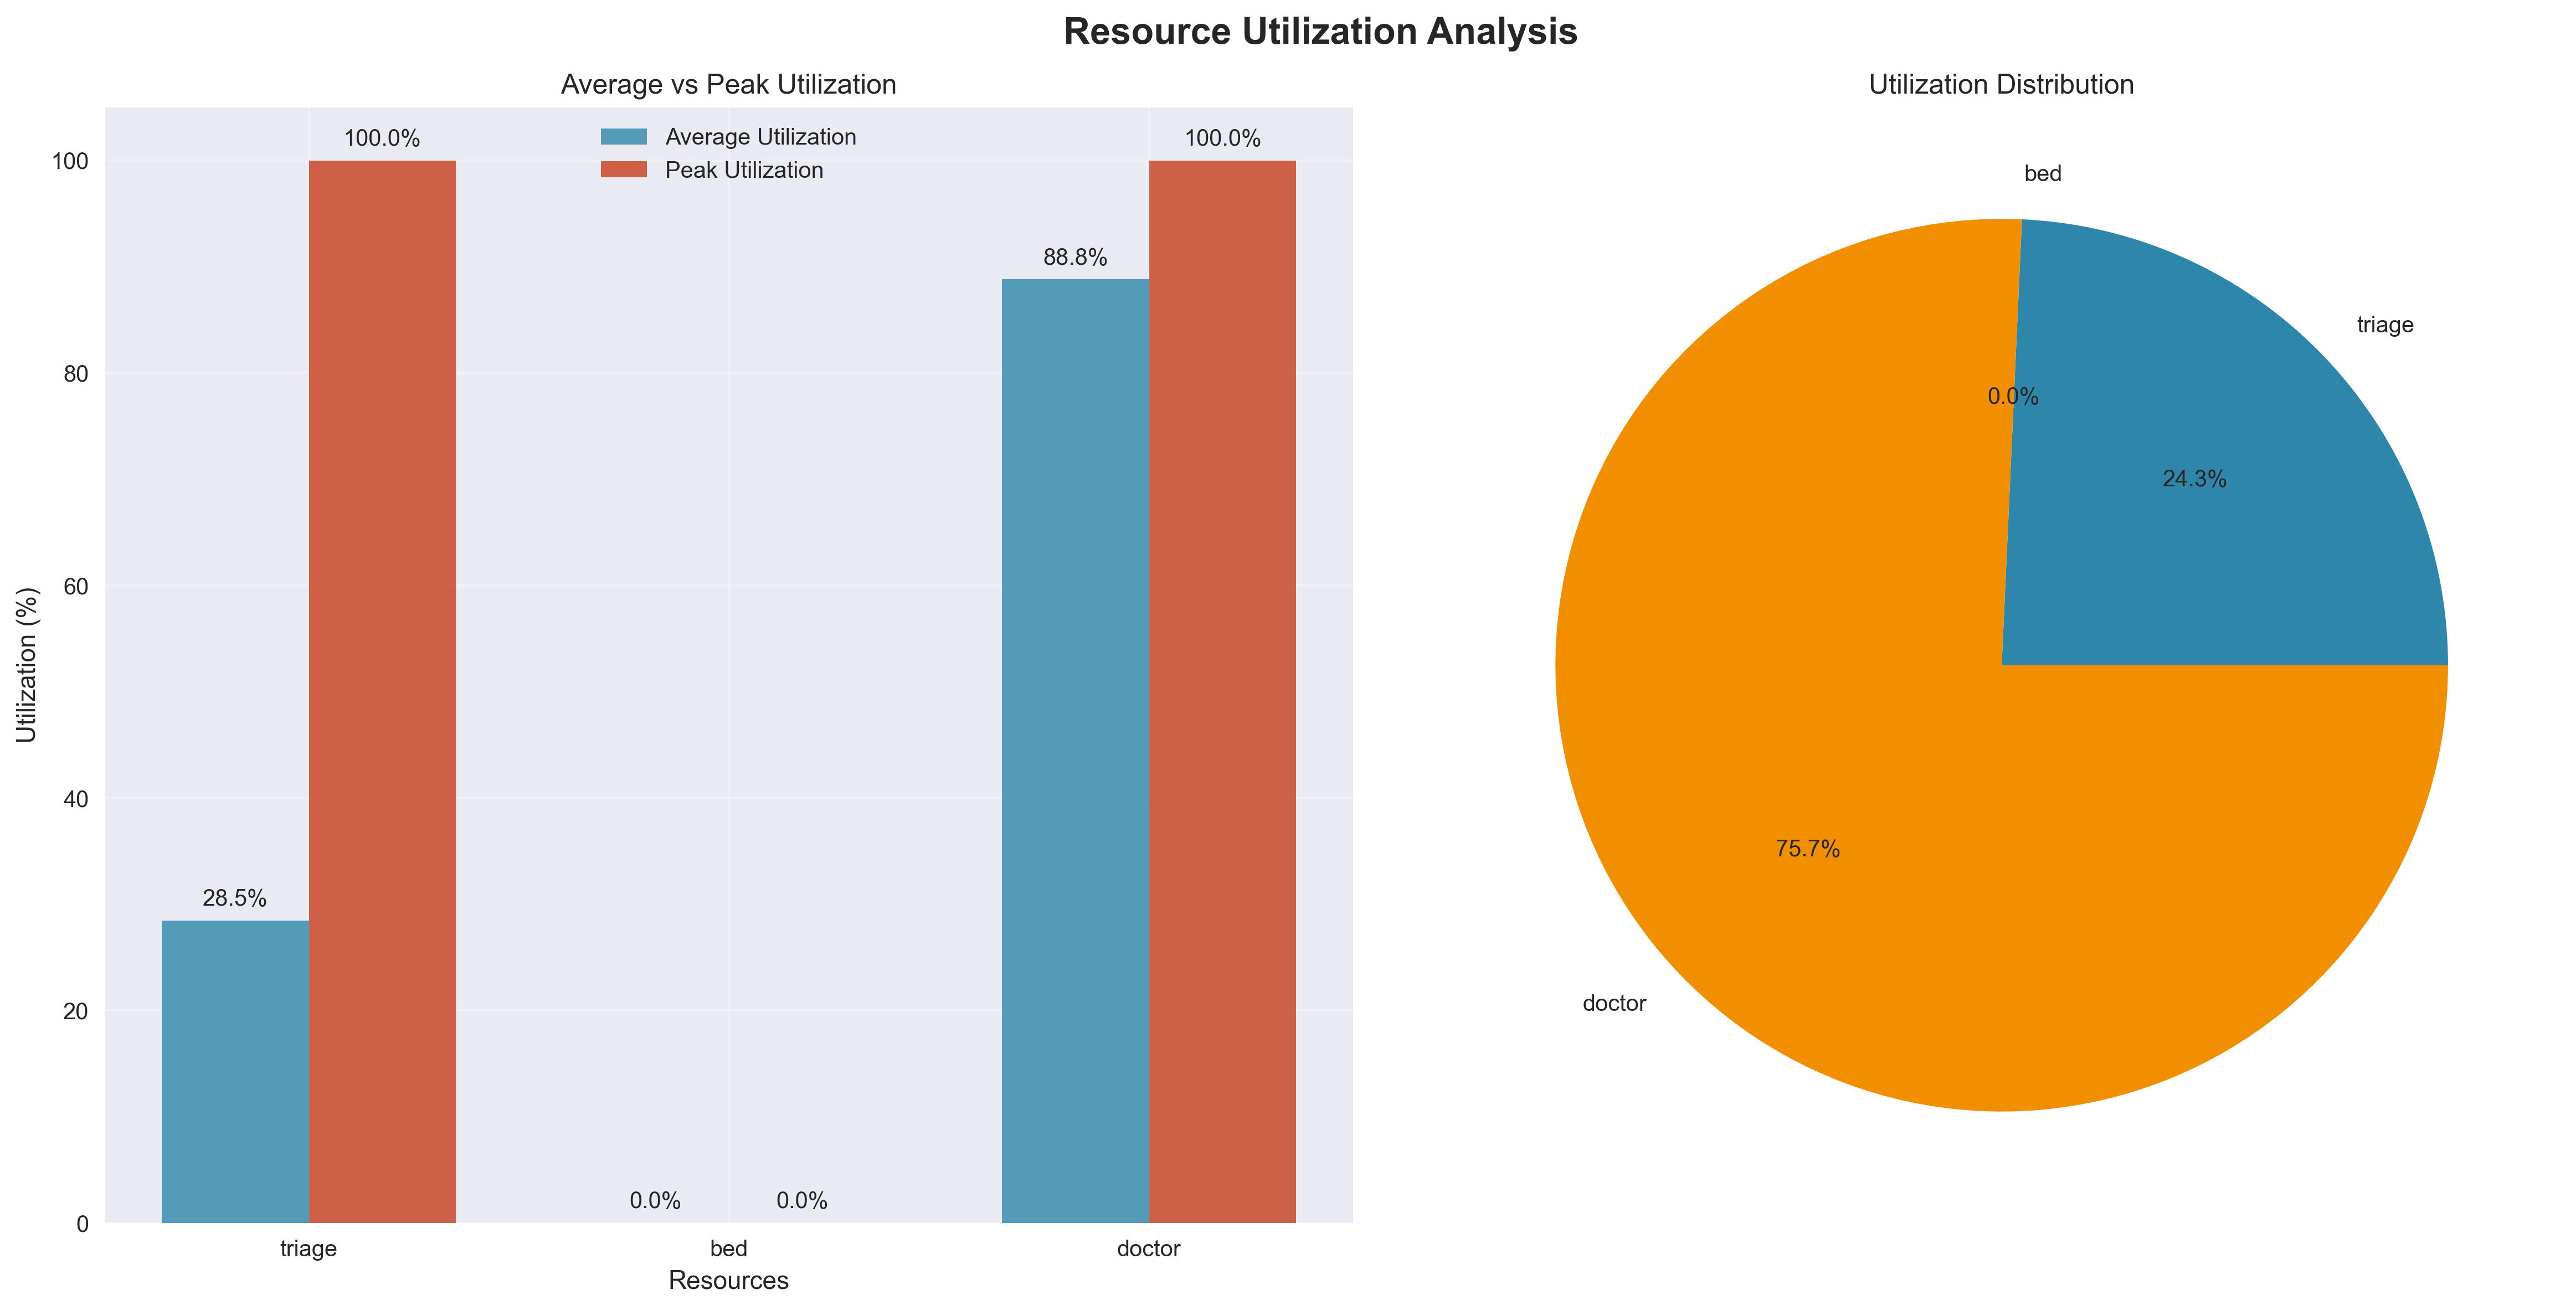 Resource Utilization Analysis
Average vs Peak Utilization
Average Utilization
Peak Utilization
100.0%
100.0%
88.8%
28.5%
0.0%
0.0%
100
80
60
40
20
0
Utilization (%)
triage
bed
doctor
Resources
Utilization Distribution
bed
triage
0.0%
24.3%
75.7%
doctor